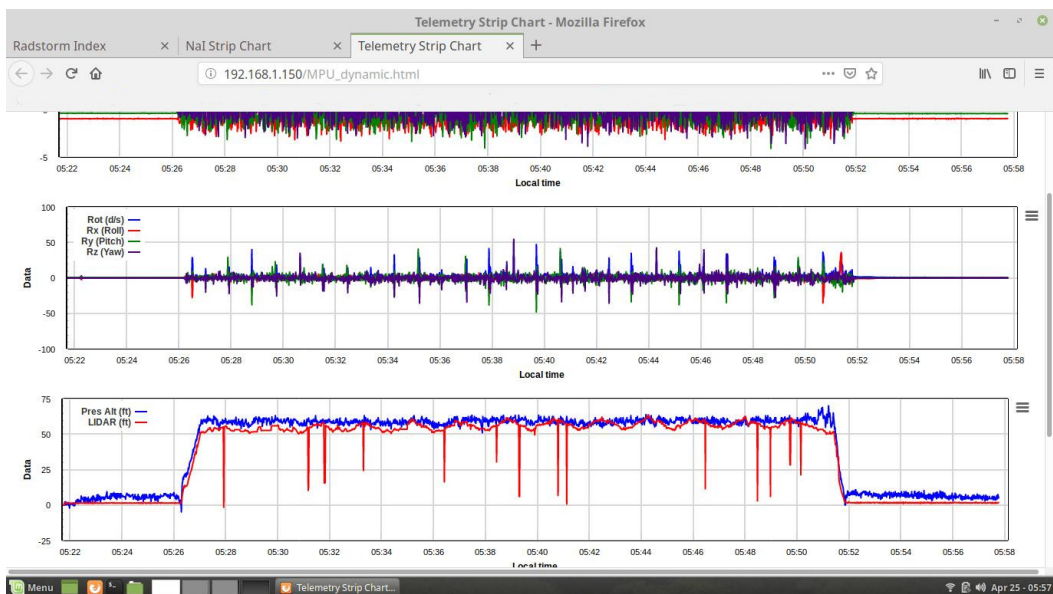 Telemetry Strip Chart - Mozilla Firefox
Radstorm Index × NaI Strip Chart × Telemetry Strip Chart × +
192.168.1.150/MPU_dynamic.html
-5
05:22 05:24 05:26 05:28 05:30 05:32 05:34 05:36 05:38 05:40 05:42 05:44 05:46 05:48 05:50 05:52 05:54 05:56 05:58
Local time
100
Rot (d/s)
Rx (Roll)
Ry (Pitch)
Rz (Yaw)
50
Data
0
-50
-100
05:22 05:24 05:26 05:28 05:30 05:32 05:34 05:36 05:38 05:40 05:42 05:44 05:46 05:48 05:50 05:52 05:54 05:56 05:58
Local time
75
Pres Alt (ft)
LIDAR (ft)
50
Data
25
0
-25
05:22 05:24 05:26 05:28 05:30 05:32 05:34 05:36 05:38 05:40 05:42 05:44 05:46 05:48 05:50 05:52 05:54 05:56 05:58
Local time
Menu Telemetry Strip Chart... Apr 25 - 05:57